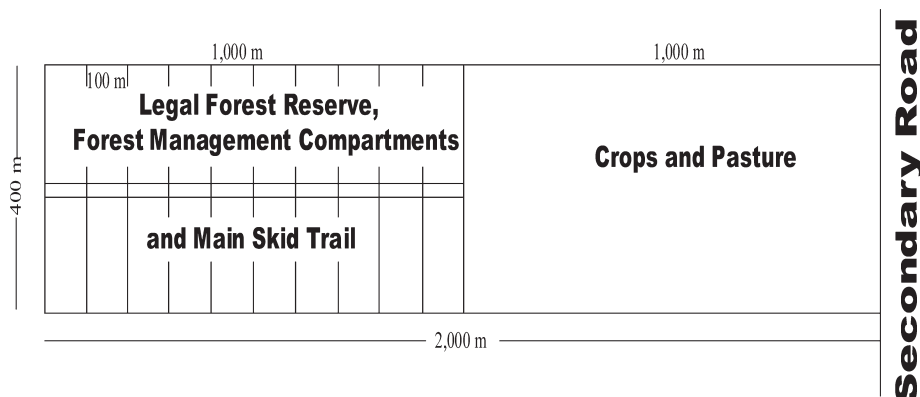 1,000 m
1,000 m
100 m
Legal Forest Reserve,
Forest Management Compartments
and Main Skid Trail
Crops and Pasture
400 m
2,000 m
Secondary Road